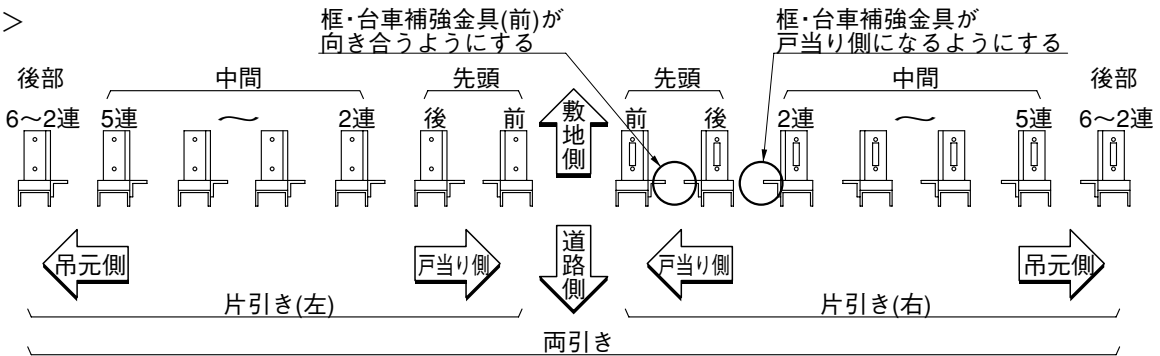 ＞
框･台車補強金具(前)が
向き合うようにする
框･台車補強金具が
戸当り側になるようにする
後部 中間 先頭 先頭 中間 後部
6〜2連 5連 〜 2連 後 前 前 後 2連 〜 5連 6〜2連
敷地側
吊元側 戸当り側 道路側 戸当り側 吊元側
片引き(左) 片引き(右)
両引き